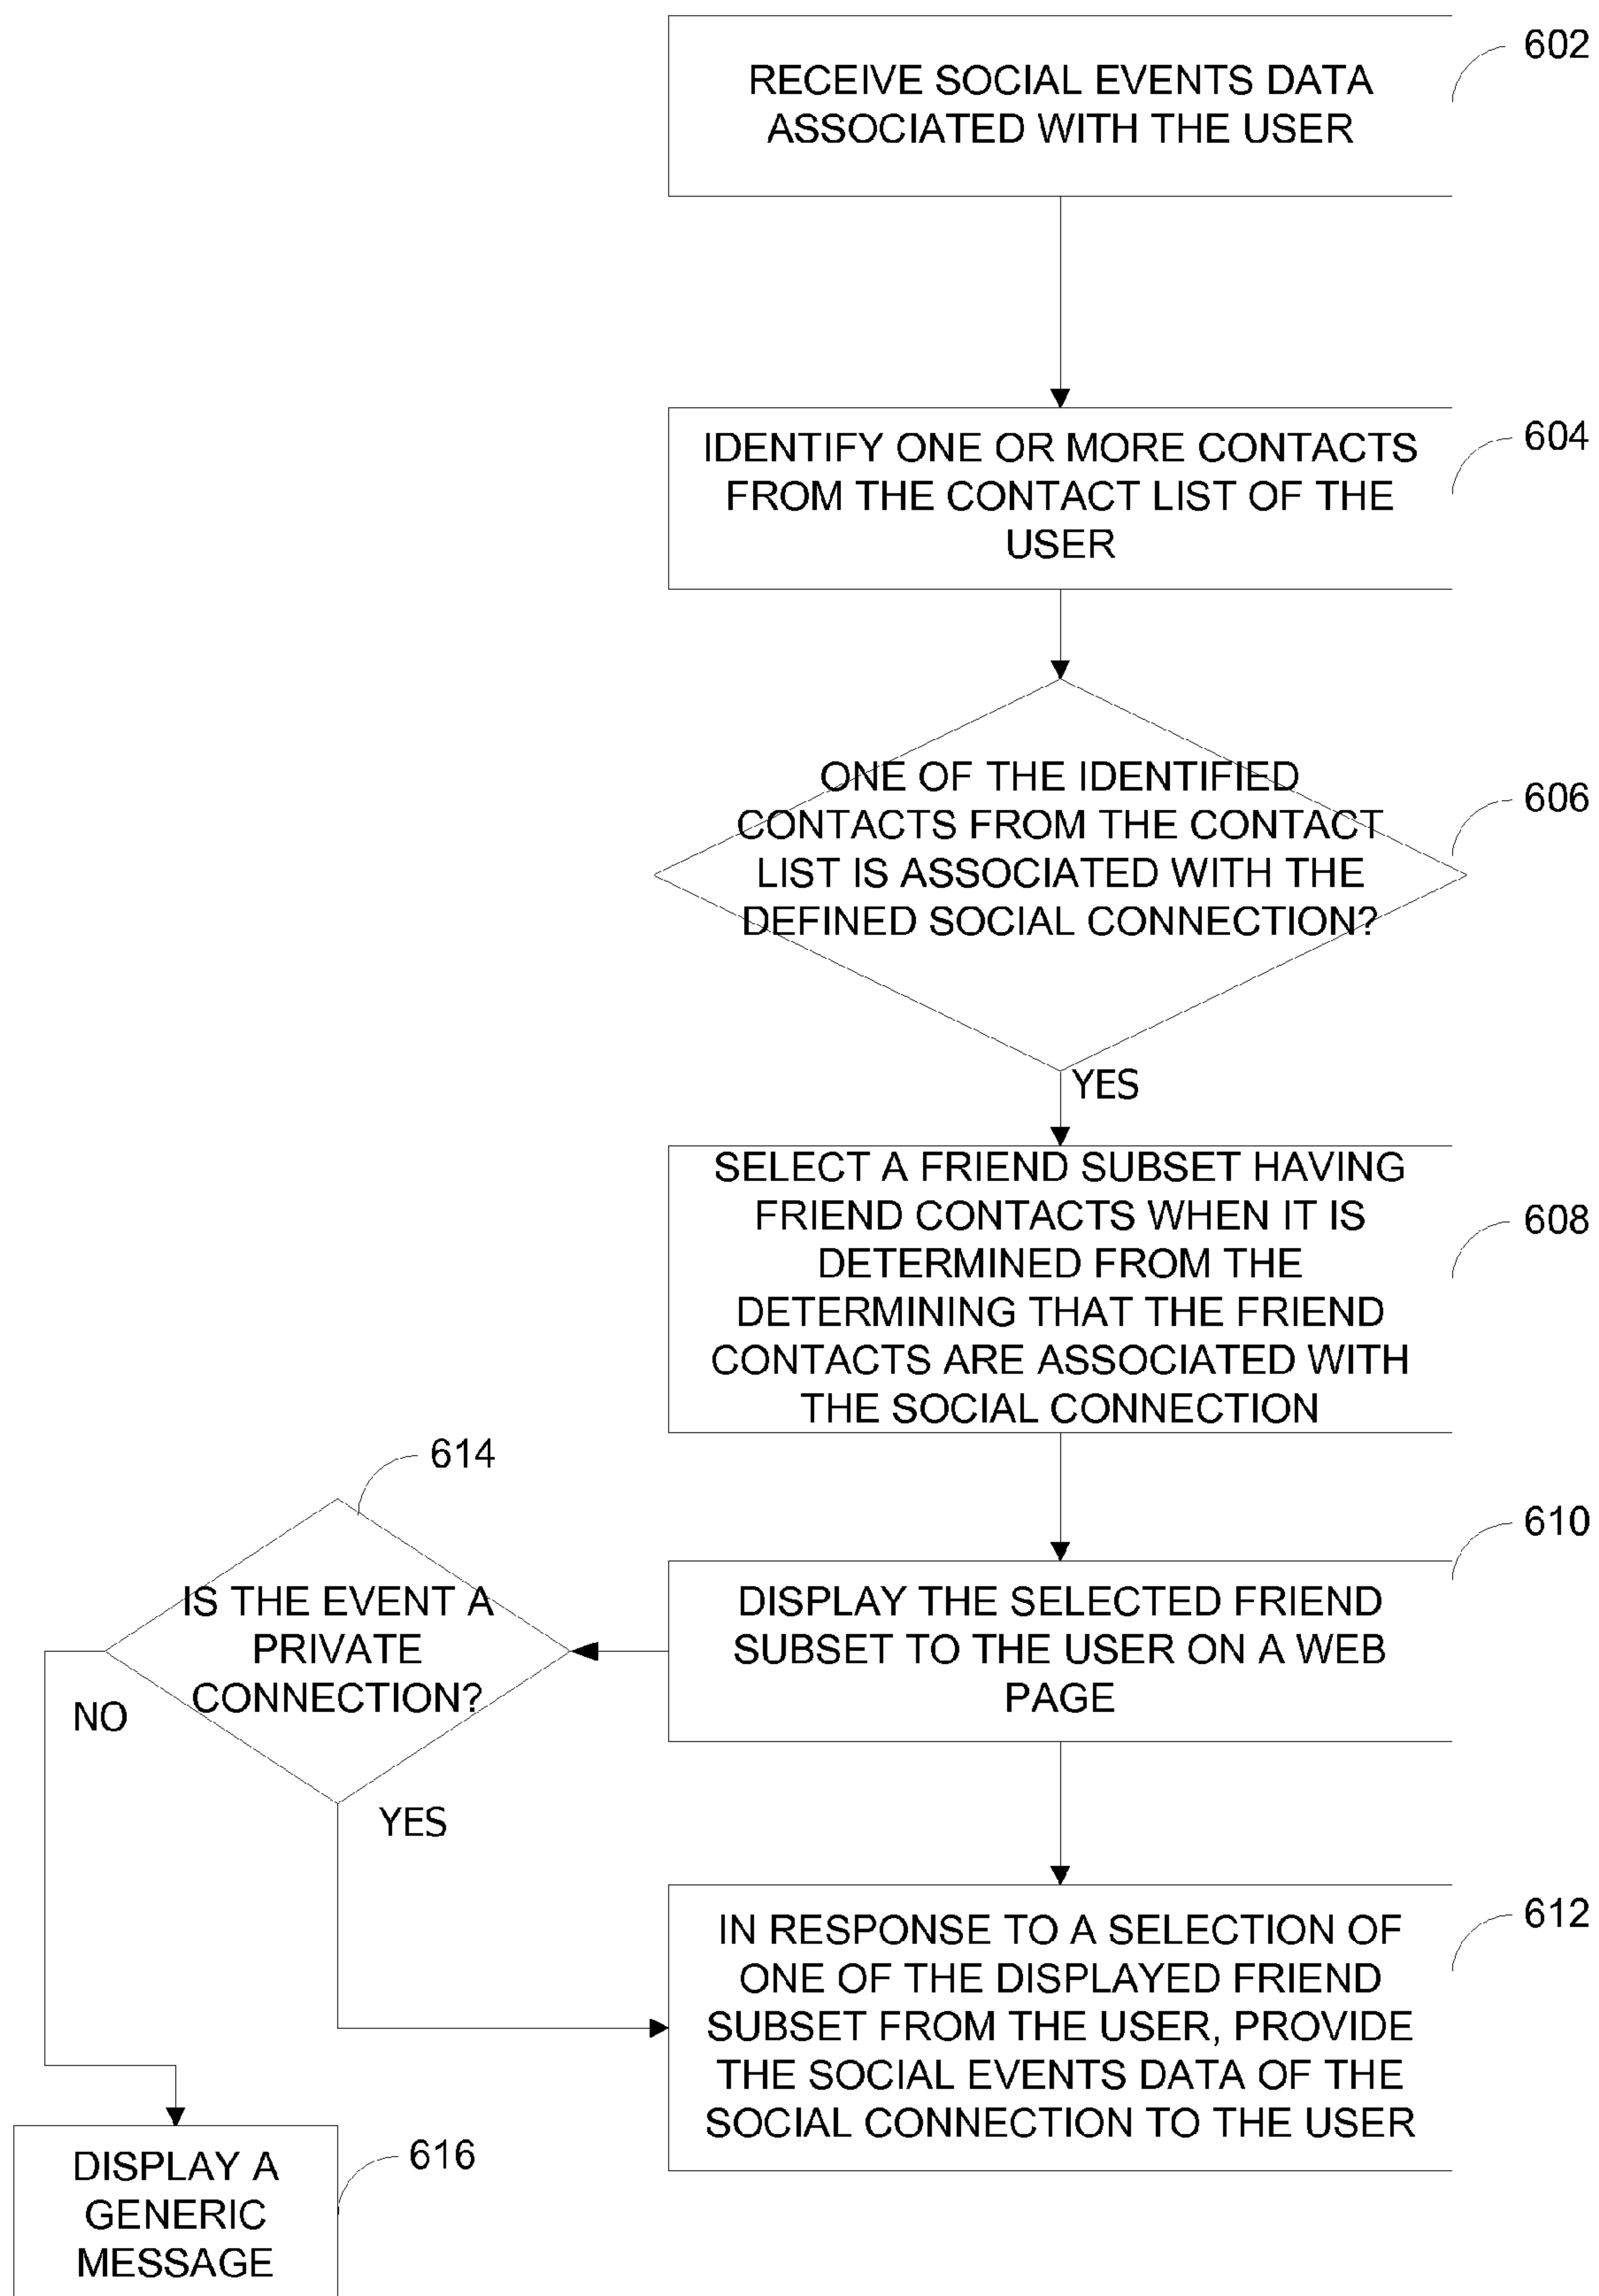 602
RECEIVE SOCIAL EVENTS DATA
ASSOCIATED WITH THE USER
604
IDENTIFY ONE OR MORE CONTACTS
FROM THE CONTACT LIST OF THE
USER
606
ONE OF THE IDENTIFIED
CONTACTS FROM THE CONTACT
LIST IS ASSOCIATED WITH THE
DEFINED SOCIAL CONNECTION?
YES
608
SELECT A FRIEND SUBSET HAVING
FRIEND CONTACTS WHEN IT IS
DETERMINED FROM THE
DETERMINING THAT THE FRIEND
CONTACTS ARE ASSOCIATED WITH
THE SOCIAL CONNECTION
614
610
IS THE EVENT A
PRIVATE
CONNECTION?
DISPLAY THE SELECTED FRIEND
SUBSET TO THE USER ON A WEB
PAGE
NO
YES
612
IN RESPONSE TO A SELECTION OF
ONE OF THE DISPLAYED FRIEND
SUBSET FROM THE USER, PROVIDE
THE SOCIAL EVENTS DATA OF THE
SOCIAL CONNECTION TO THE USER
616
DISPLAY A
GENERIC
MESSAGE